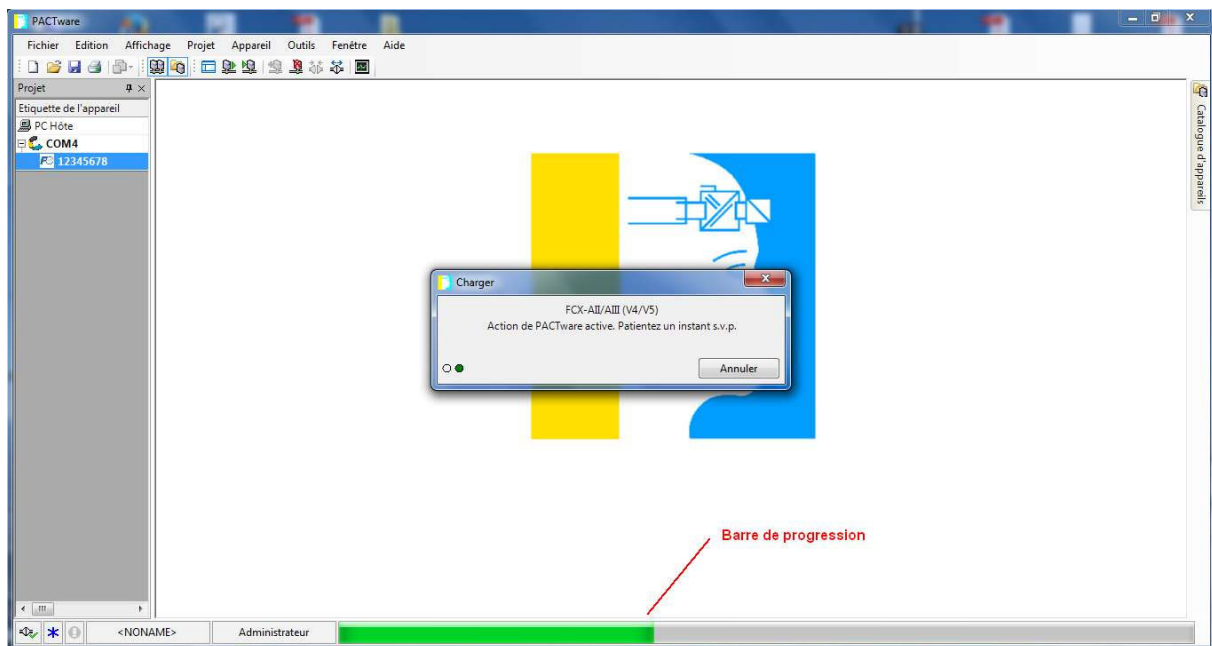 PACTware
Fichier Edition Affichage Projet Appareil Outils Fenêtre Aide
Projet
Etiquette de l'appareil
PC Hôte
COM4
FC 12345678
Catalogue d'appareils
Charger
FCX-AII/AIII (V4/V5)
Action de PACTware active. Patientez un instant s.v.p.
Annuler
Barre de progression
<NONAME> Administrateur